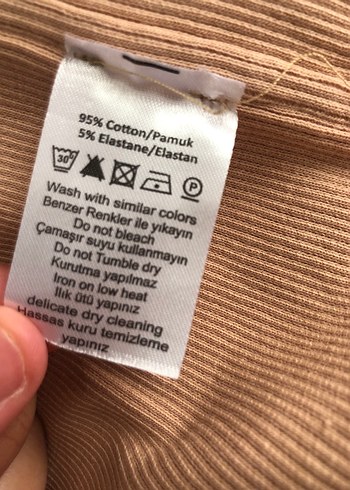 95% Cotton/Pamuk
5% Elastane/Elastan
30° P
Wash with similar colors
Benzer Renkler ile yıkayın
Do not bleach
Çamaşır suyu kullanmayın
Do not Tumble dry
Kurutma yapılmaz
Iron on low heat
Ilık ütü yapınız
delicate dry cleaning
Hassas kuru temizleme
yapınız